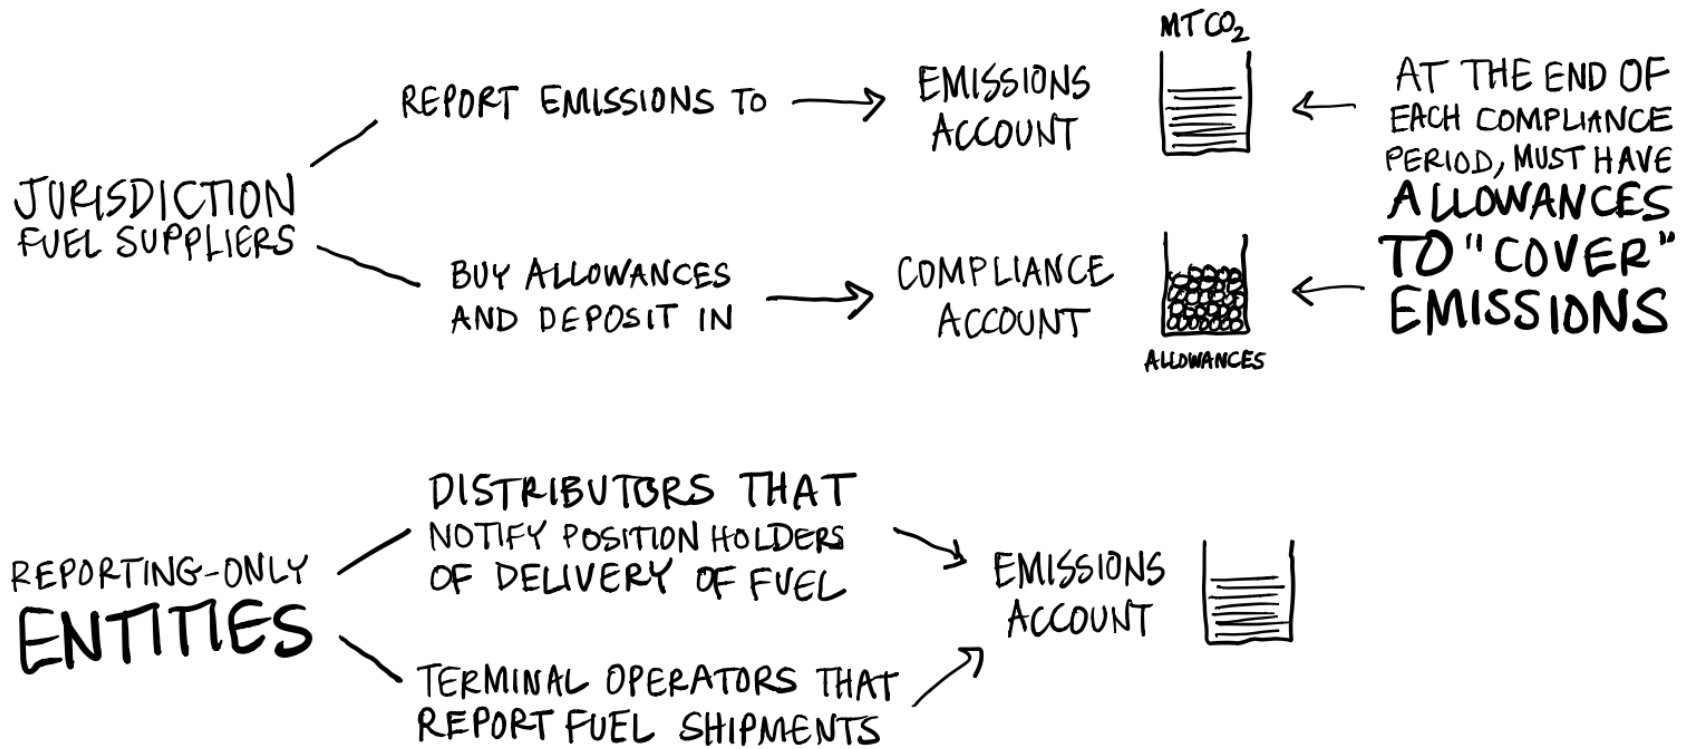 MTCO₂
REPORT EMISSIONS TO
EMISSIONS
ACCOUNT
JURISDICTION
FUEL SUPPLIERS
BUY ALLOWANCES
AND DEPOSIT IN
COMPLIANCE
ACCOUNT
ALLOWANCES
AT THE END OF
EACH COMPLIANCE
PERIOD, MUST HAVE
ALLOWANCES
TO "COVER"
EMISSIONS
REPORTING-ONLY
ENTITIES
DISTRIBUTORS THAT
NOTIFY POSITION HOLDERS
OF DELIVERY OF FUEL
TERMINAL OPERATORS THAT
REPORT FUEL SHIPMENTS
EMISSIONS
ACCOUNT